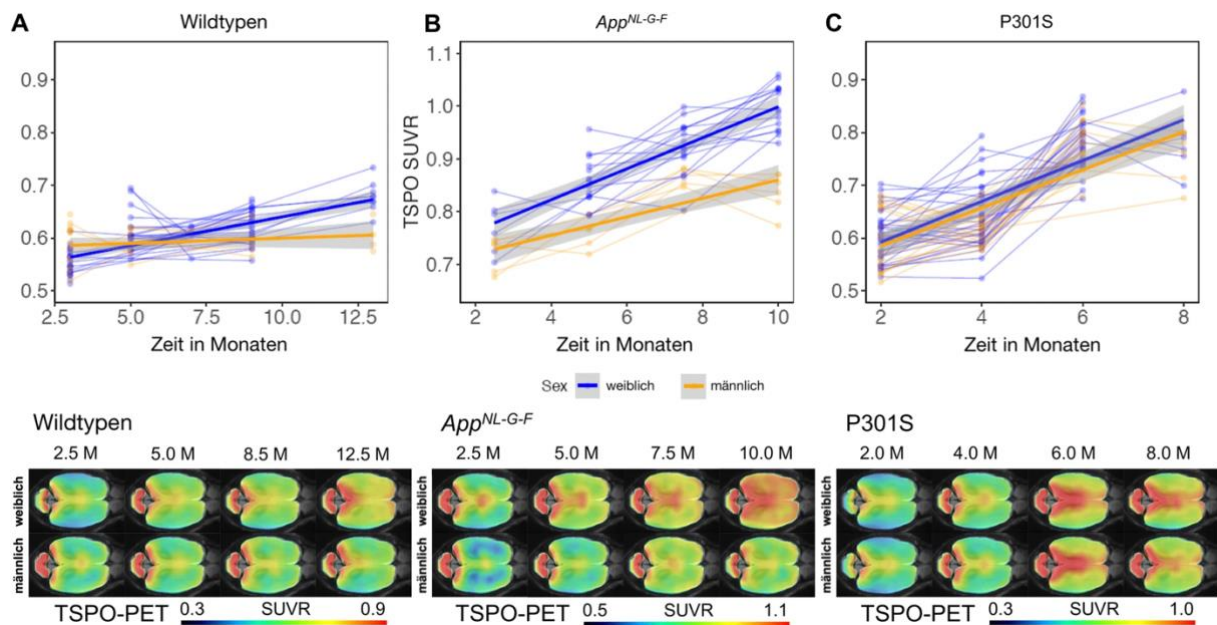 A Wildtypen
0.9
0.8
0.7
0.6
0.5
2.5 5.0 7.5 10.0 12.5
Zeit in Monaten
B App^NL-G-F
TSPO SUVR
1.1
1.0
0.9
0.8
0.7
2 4 6 8 10
Zeit in Monaten
C P301S
0.9
0.8
0.7
0.6
0.5
2 4 6 8
Zeit in Monaten
Sex weiblich männlich
Wildtypen
2.5 M 5.0 M 8.5 M 12.5 M
weiblich
männlich
TSPO-PET 0.3 SUVR 0.9
App^NL-G-F
2.5 M 5.0 M 7.5 M 10.0 M
weiblich
männlich
TSPO-PET 0.5 SUVR 1.1
P301S
2.0 M 4.0 M 6.0 M 8.0 M
weiblich
männlich
TSPO-PET 0.3 SUVR 1.0